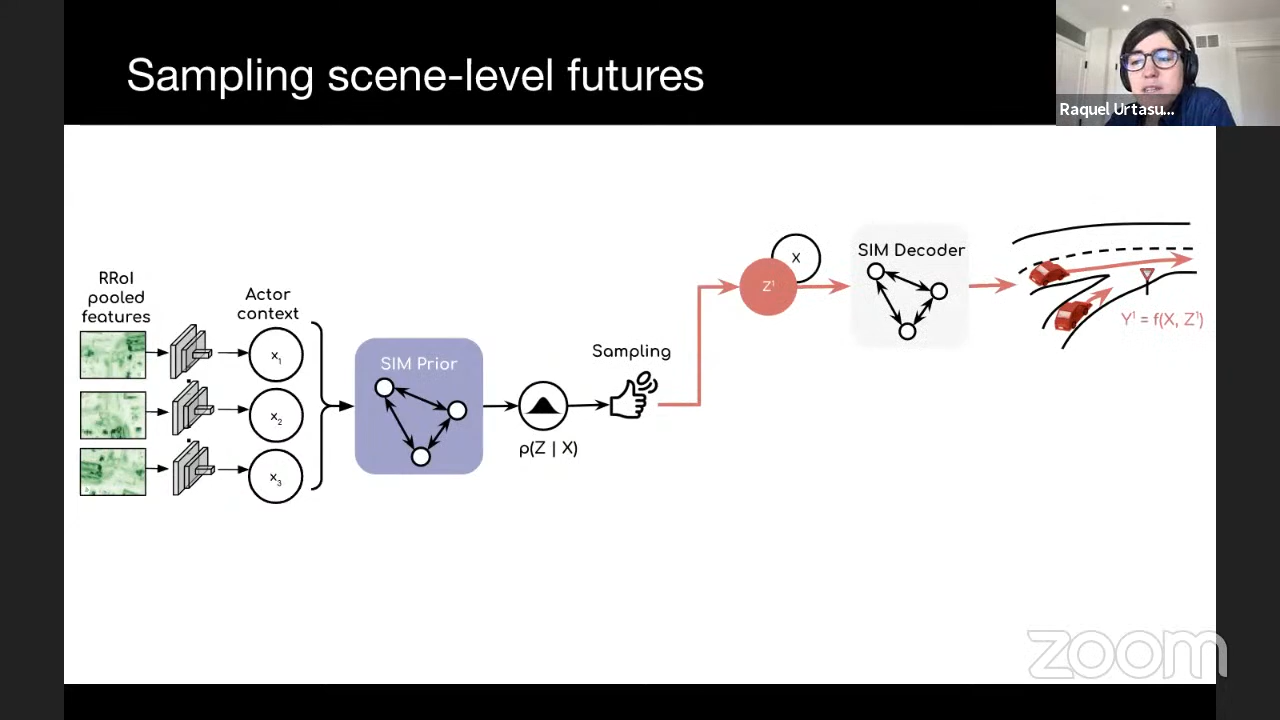 Sampling scene-level futures
Raquel Urtasu...
RRoI
pooled
features
Actor
context
x1
x2
x3
SIM Prior
p(Z | X)
Sampling
X
Z¹
SIM Decoder
Y¹ = f(X, Z¹)
zoom